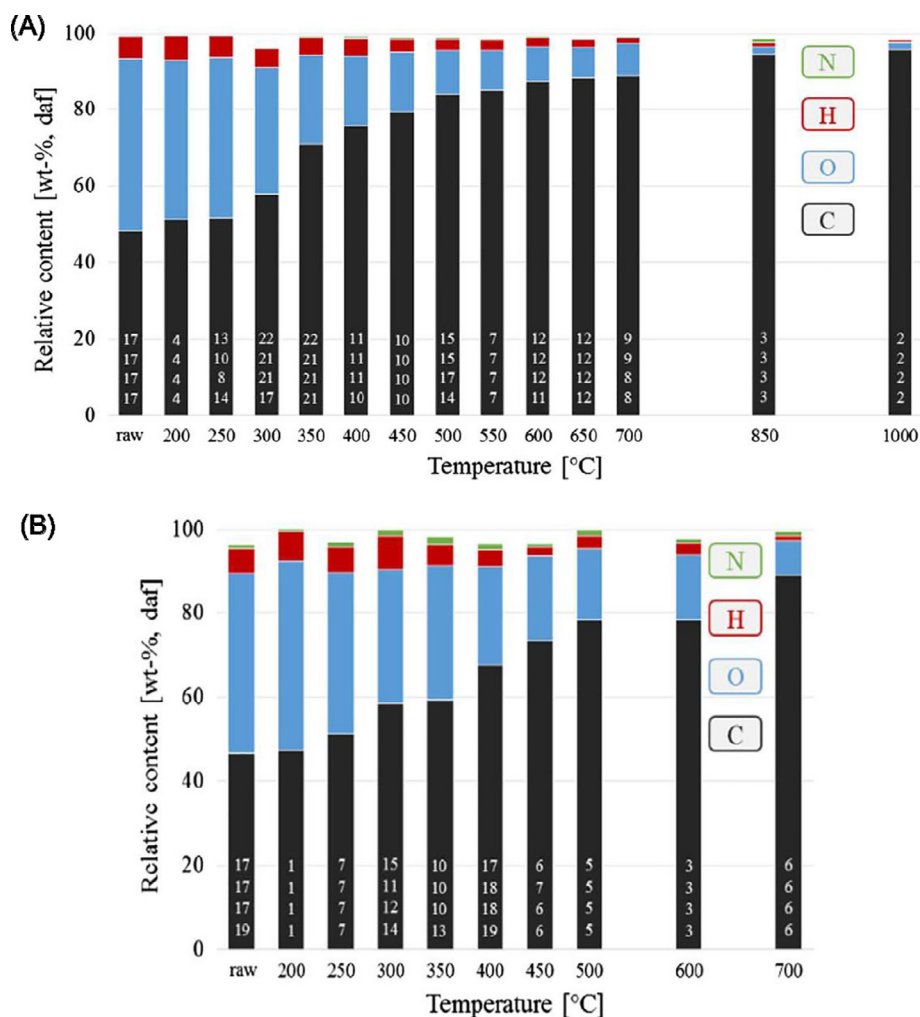 (A)
100
80
60
40
20
0
Relative content [wt-%, daf]
N
H
O
C
17 4 13 22 22 11 10 15 7 12 12 9 3 2
17 4 10 21 21 11 10 15 7 12 12 9 3 2
17 4 8 21 21 11 10 17 7 12 12 8 3 2
17 4 14 17 21 10 10 14 7 11 12 8 3 2
raw 200 250 300 350 400 450 500 550 600 650 700 850 1000
Temperature [°C]
(B)
100
80
60
40
20
0
Relative content [wt-%, daf]
N
H
O
C
17 1 7 15 10 17 6 5 3 6
17 1 7 11 10 18 7 5 3 6
17 1 7 12 10 18 6 5 3 6
19 1 7 14 13 19 6 5 3 6
raw 200 250 300 350 400 450 500 600 700
Temperature [°C]